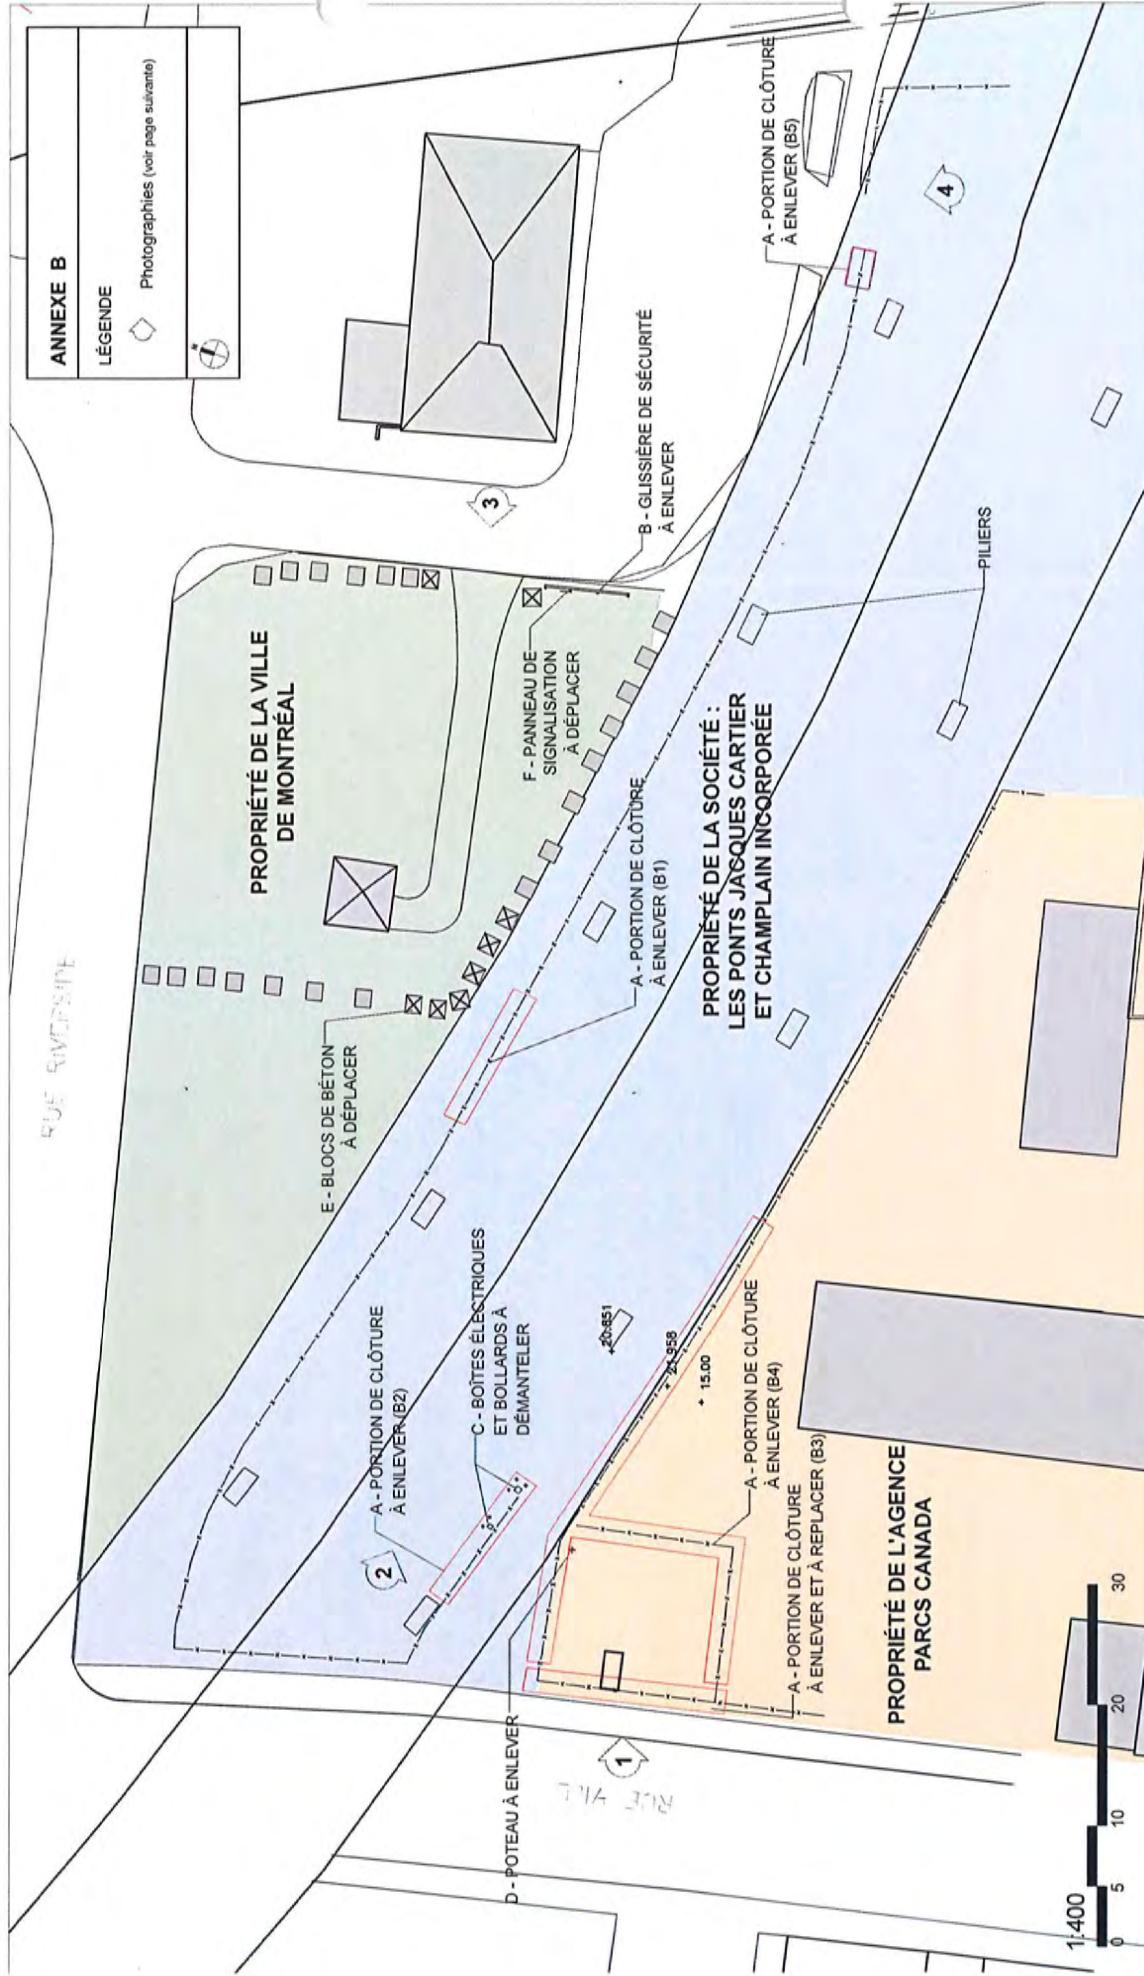 ANNEXE B
LÉGENDE
Photographies (voir page suivante)
N
RUE RIVERSIDE
PROPRIÉTÉ DE LA VILLE
DE MONTRÉAL
3
E - BLOCS DE BÉTON
À DÉPLACER
F - PANNEAU DE
SIGNALISATION
À DÉPLACER
B - GLISSIÈRE DE SÉCURITÉ
À ENLEVER
A - PORTION DE CLÔTURE
À ENLEVER (B5)
4
A - PORTION DE CLÔTURE
À ENLEVER (B2)
2
C - BOÎTES ÉLECTRIQUES
ET BOLLARDS À
DÉMANTELER
A - PORTION DE CLÔTURE
À ENLEVER (B1)
PROPRIÉTÉ DE LA SOCIÉTÉ :
LES PONTS JACQUES CARTIER
ET CHAMPLAIN INCORPORÉE
PILIERS
+20.851
+ 15.00
D - POTEAU À ENLEVER
1
A - PORTION DE CLÔTURE
À ENLEVER (B4)
A - PORTION DE CLÔTURE
À ENLEVER ET À REPLACER (B3)
PROPRIÉTÉ DE L'AGENCE
PARCS CANADA
1:400
0
5
10
20
30